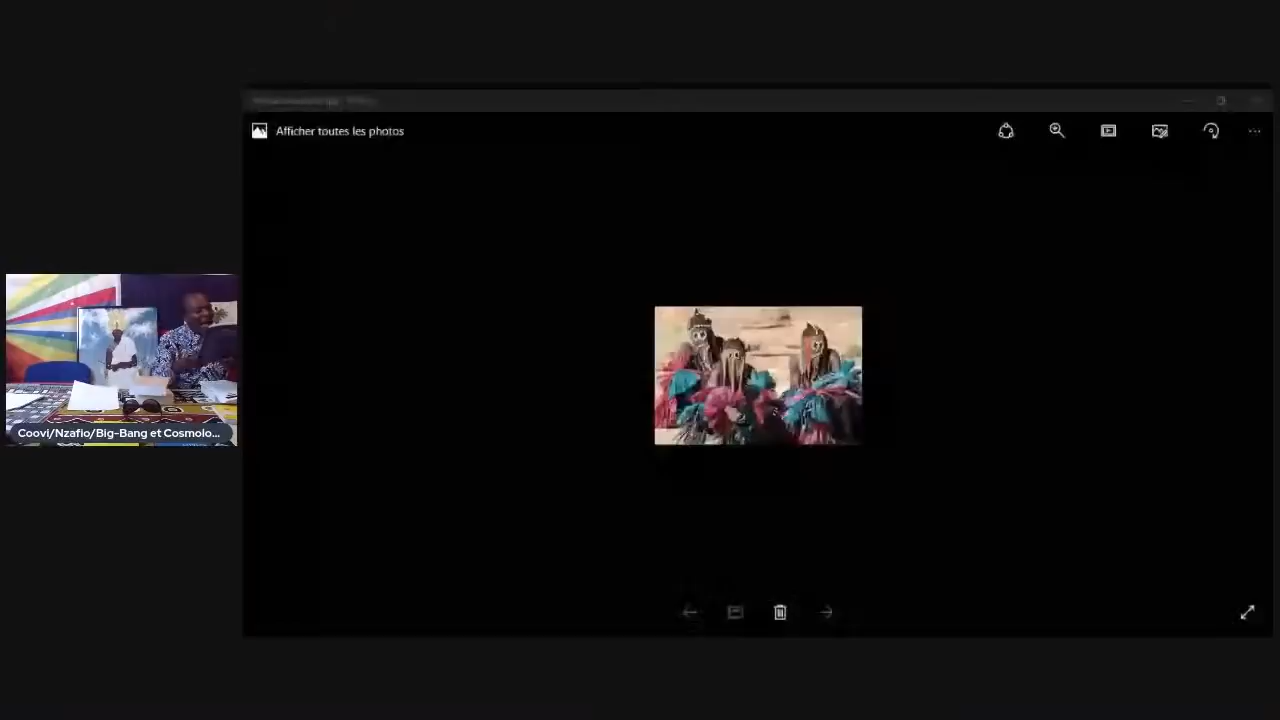 Afficher toutes les photos
Coovi/Nzafio/Big-Bang et Cosmolo...